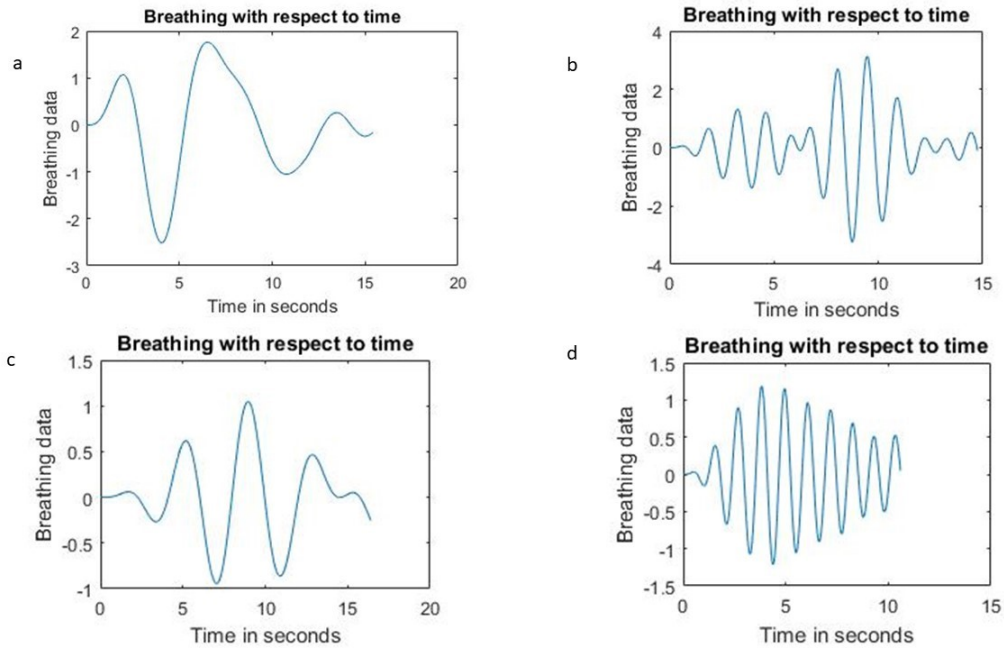 a
Breathing with respect to time
Breathing data
2
1
0
-1
-2
-3
0 5 10 15 20
Time in seconds
b
Breathing with respect to time
Breathing data
4
2
0
-2
-4
0 5 10 15
Time in seconds
c
Breathing with respect to time
Breathing data
1.5
1
0.5
0
-0.5
-1
0 5 10 15 20
Time in seconds
d
Breathing with respect to time
Breathing data
1.5
1
0.5
0
-0.5
-1
-1.5
0 5 10 15
Time in seconds